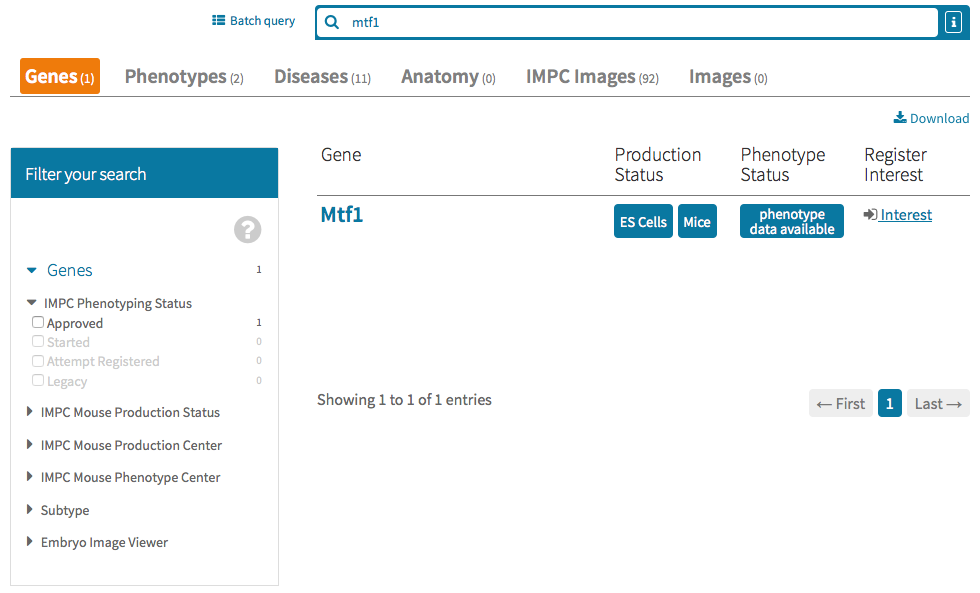 Batch query
mtf1
Genes (1) Phenotypes (2) Diseases (11) Anatomy (0) IMPC Images (92) Images (0)
Download
Filter your search
?
Genes 1
IMPC Phenotyping Status
Approved 1
Started 0
Attempt Registered 0
Legacy 0
IMPC Mouse Production Status
IMPC Mouse Production Center
IMPC Mouse Phenotype Center
Subtype
Embryo Image Viewer
Gene
Production
Status
Phenotype
Status
Register
Interest
Mtf1
ES Cells
Mice
phenotype
data available
Interest
Showing 1 to 1 of 1 entries
← First 1 Last →